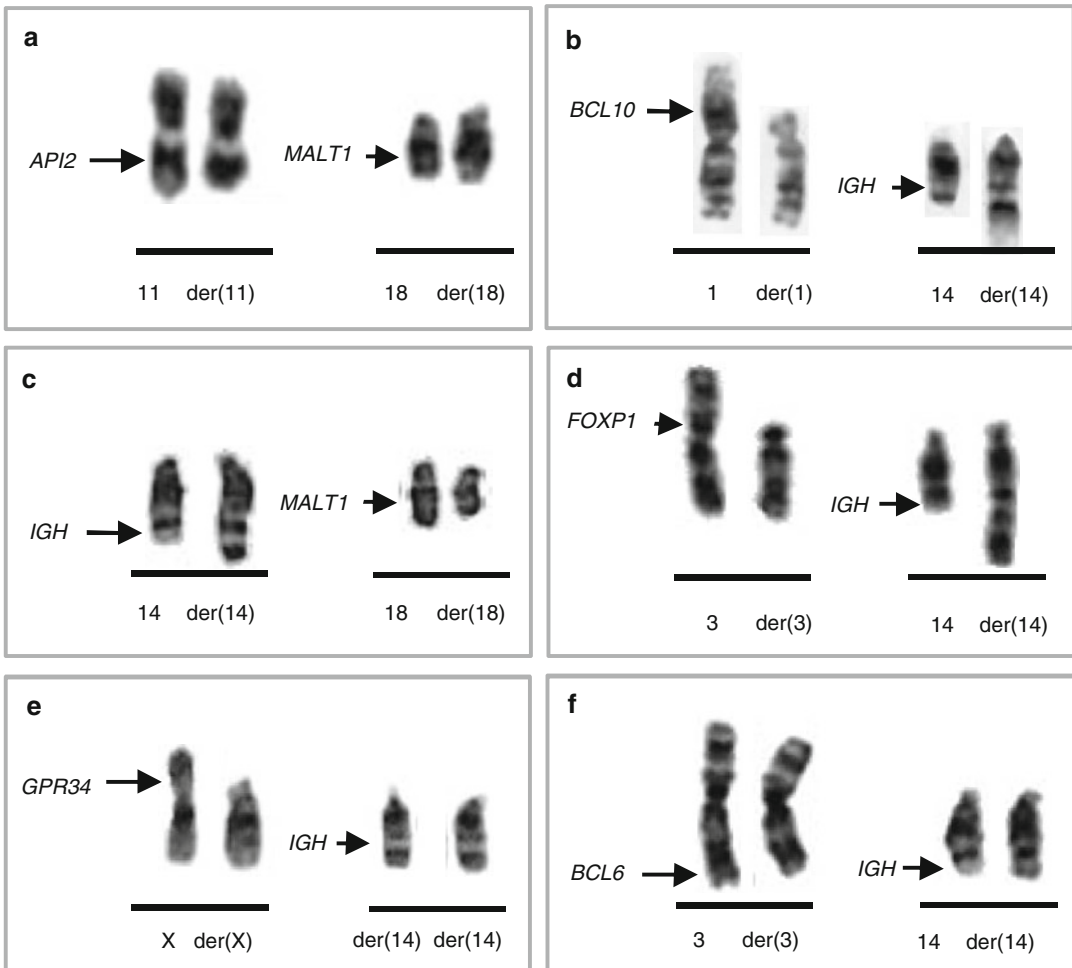 a
API2
MALT1
11 der(11)
18 der(18)
b
BCL10
IGH
1 der(1)
14 der(14)
c
IGH
MALT1
14 der(14)
18 der(18)
d
FOXP1
IGH
3 der(3)
14 der(14)
e
GPR34
IGH
X der(X)
der(14) der(14)
f
BCL6
IGH
3 der(3)
14 der(14)